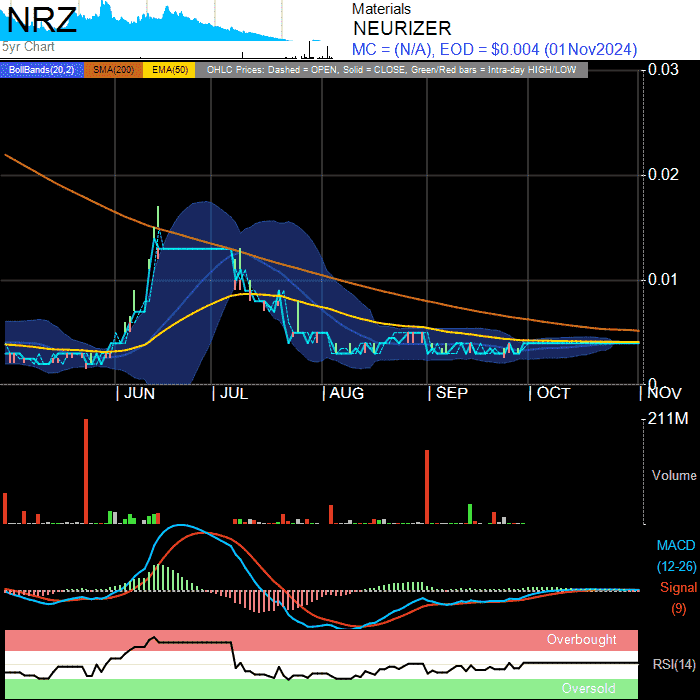 NRZ
5yr Chart
Materials
NEURIZER
MC = (N/A), EOD = $0.004 (01Nov2024)
BollBands(20,2) SMA(200) EMA(50) OHLC Prices: Dashed = OPEN, Solid = CLOSE, Green/Red bars = Intra-day HIGH/LOW
0.03
0.02
0.01
0
JUN JUL AUG SEP OCT NOV
211M
Volume
MACD
(12-26)
Signal
(9)
Overbought
RSI(14)
Oversold